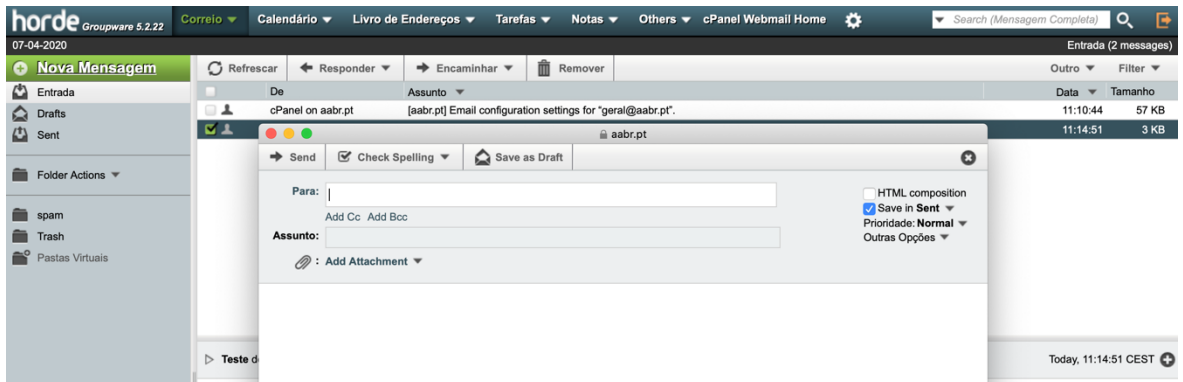 horde Groupware 5.2.22 Correio Calendário Livro de Endereços Tarefas Notas Others cPanel Webmail Home Search (Mensagem Completa)
07-04-2020 Entrada (2 messages)
Nova Mensagem Refrescar Responder Encaminhar Remover Outro Filter
Entrada De Assunto Data Tamanho
Drafts cPanel on aabr.pt [aabr.pt] Email configuration settings for “geral@aabr.pt”. 11:10:44 57 KB
Sent 11:14:51 3 KB
aabr.pt
Send Check Spelling Save as Draft
Folder Actions
Para: HTML composition
spam Add Cc Add Bcc Save in Sent
Prioridade: Normal
Trash Assunto: Outras Opções
Pastas Virtuais : Add Attachment
Teste Today, 11:14:51 CEST